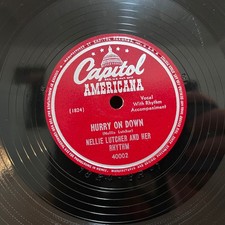 Capitol
AMERICANA
Vocal
With Rhythm
Accompaniment
[1824]
HURRY ON DOWN
(Nellie Lutcher)
NELLIE LUTCHER AND HER
RHYTHM
40002